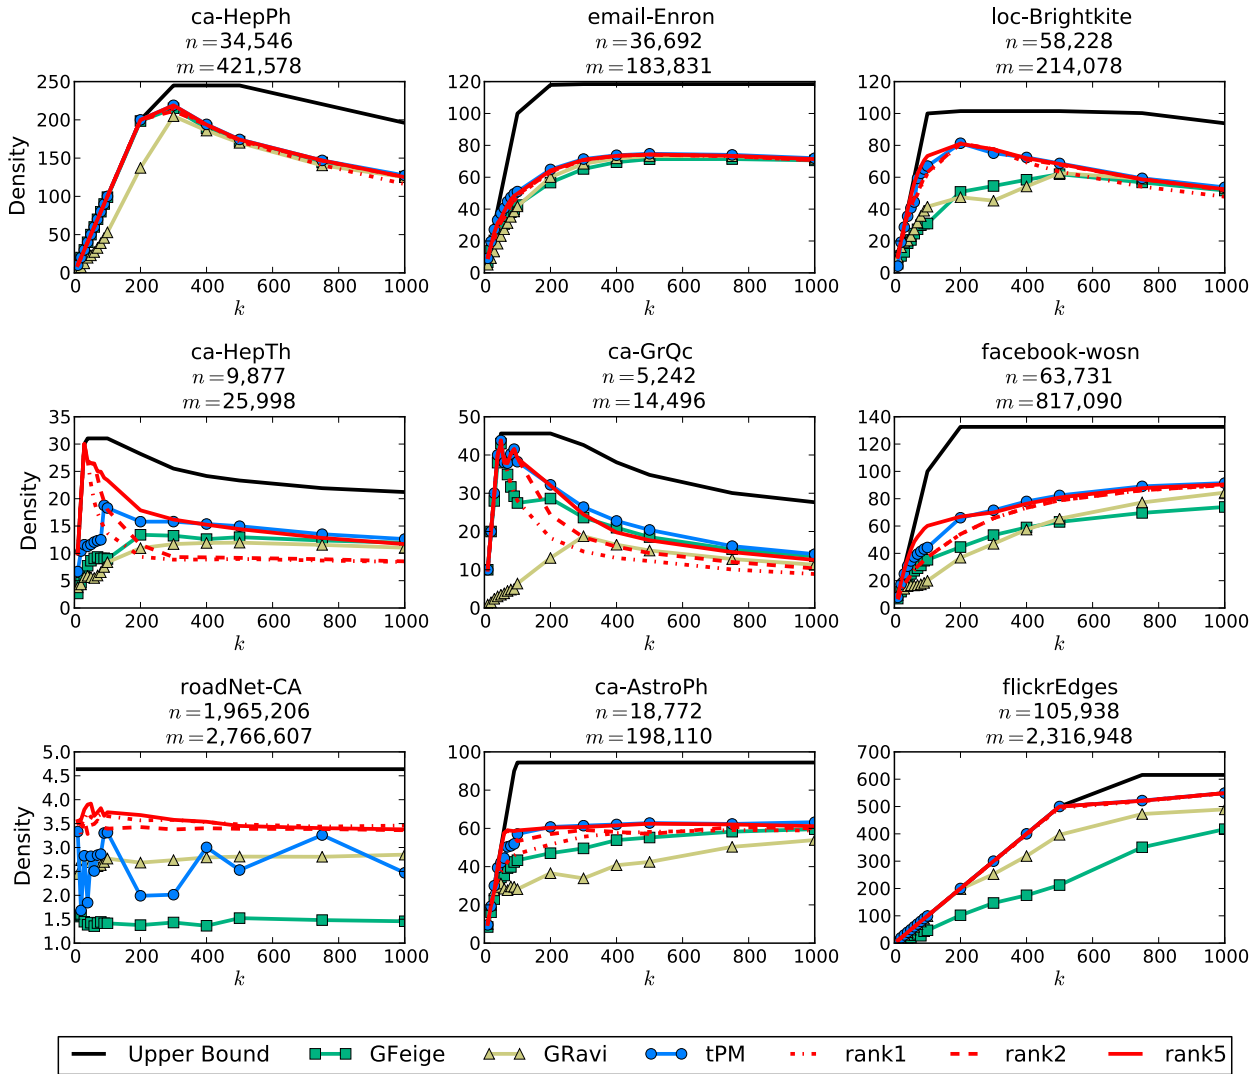 ca-HepPh
n=34,546
m=421,578
250
200
150
100
50
0
Density
0 200 400 600 800 1000
k
email-Enron
n=36,692
m=183,831
120
100
80
60
40
20
0
0 200 400 600 800 1000
k
loc-Brightkite
n=58,228
m=214,078
120
100
80
60
40
20
0
0 200 400 600 800 1000
k
ca-HepTh
n=9,877
m=25,998
35
30
25
20
15
10
5
0
Density
0 200 400 600 800 1000
k
ca-GrQc
n=5,242
m=14,496
50
40
30
20
10
0
0 200 400 600 800 1000
k
facebook-wosn
n=63,731
m=817,090
140
120
100
80
60
40
20
0
0 200 400 600 800 1000
k
roadNet-CA
n=1,965,206
m=2,766,607
5.0
4.5
4.0
3.5
3.0
2.5
2.0
1.5
1.0
Density
0 200 400 600 800 1000
k
ca-AstroPh
n=18,772
m=198,110
100
80
60
40
20
0
0 200 400 600 800 1000
k
flickrEdges
n=105,938
m=2,316,948
700
600
500
400
300
200
100
0
0 200 400 600 800 1000
k
Upper Bound GFeige GRavi tPM rank1 rank2 rank5